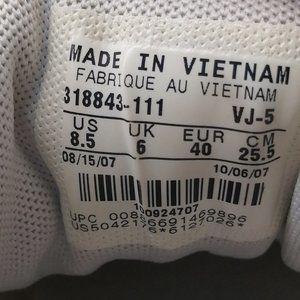 MADE IN VIETNAM
FABRIQUE AU VIETNAM
318843-111 VJ-5
US UK EUR CM
8.5 6 40 25.5
08/15/07 10/06/07
UPC